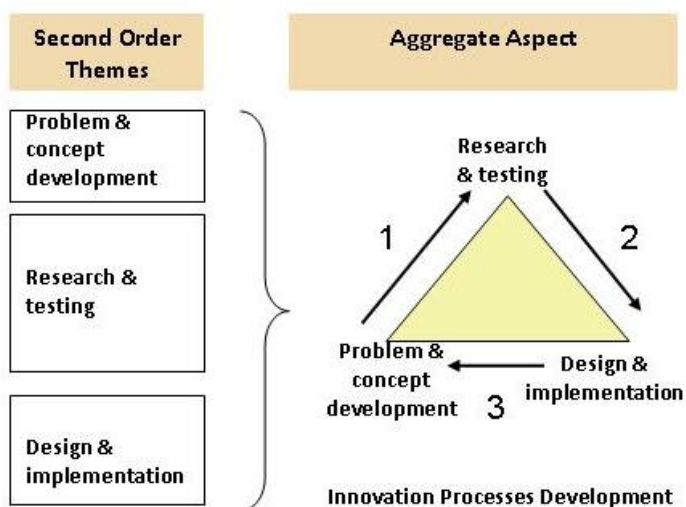 Second Order
Themes
Aggregate Aspect
Problem &
concept
development
Research &
testing
Design &
implementation
Research
& testing
1
2
Problem &
concept
development
3
Design &
implementation
Innovation Processes Development